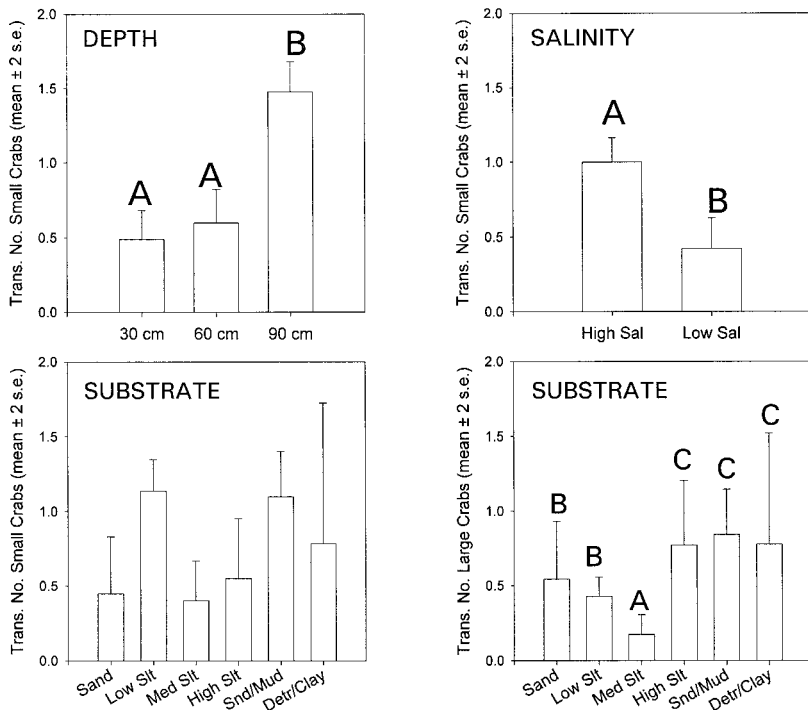 DEPTH
Trans. No. Small Crabs (mean ± 2 s.e.)
2.0
1.5
1.0
0.5
0.0
A
A
B
30 cm
60 cm
90 cm
SALINITY
Trans. No. Small Crabs (mean ± 2 s.e.)
2.0
1.5
1.0
0.5
0.0
A
B
High Sal
Low Sal
SUBSTRATE
Trans. No. Small Crabs (mean ± 2 s.e.)
2.0
1.5
1.0
0.5
0.0
Sand
Low Slt
Med Slt
High Slt
Snd/Mud
Detr/Clay
SUBSTRATE
Trans. No. Large Crabs (mean ± 2 s.e.)
2.0
1.5
1.0
0.5
0.0
B
B
A
C
C
C
Sand
Low Slt
Med Slt
High Slt
Snd/Mud
Detr/Clay